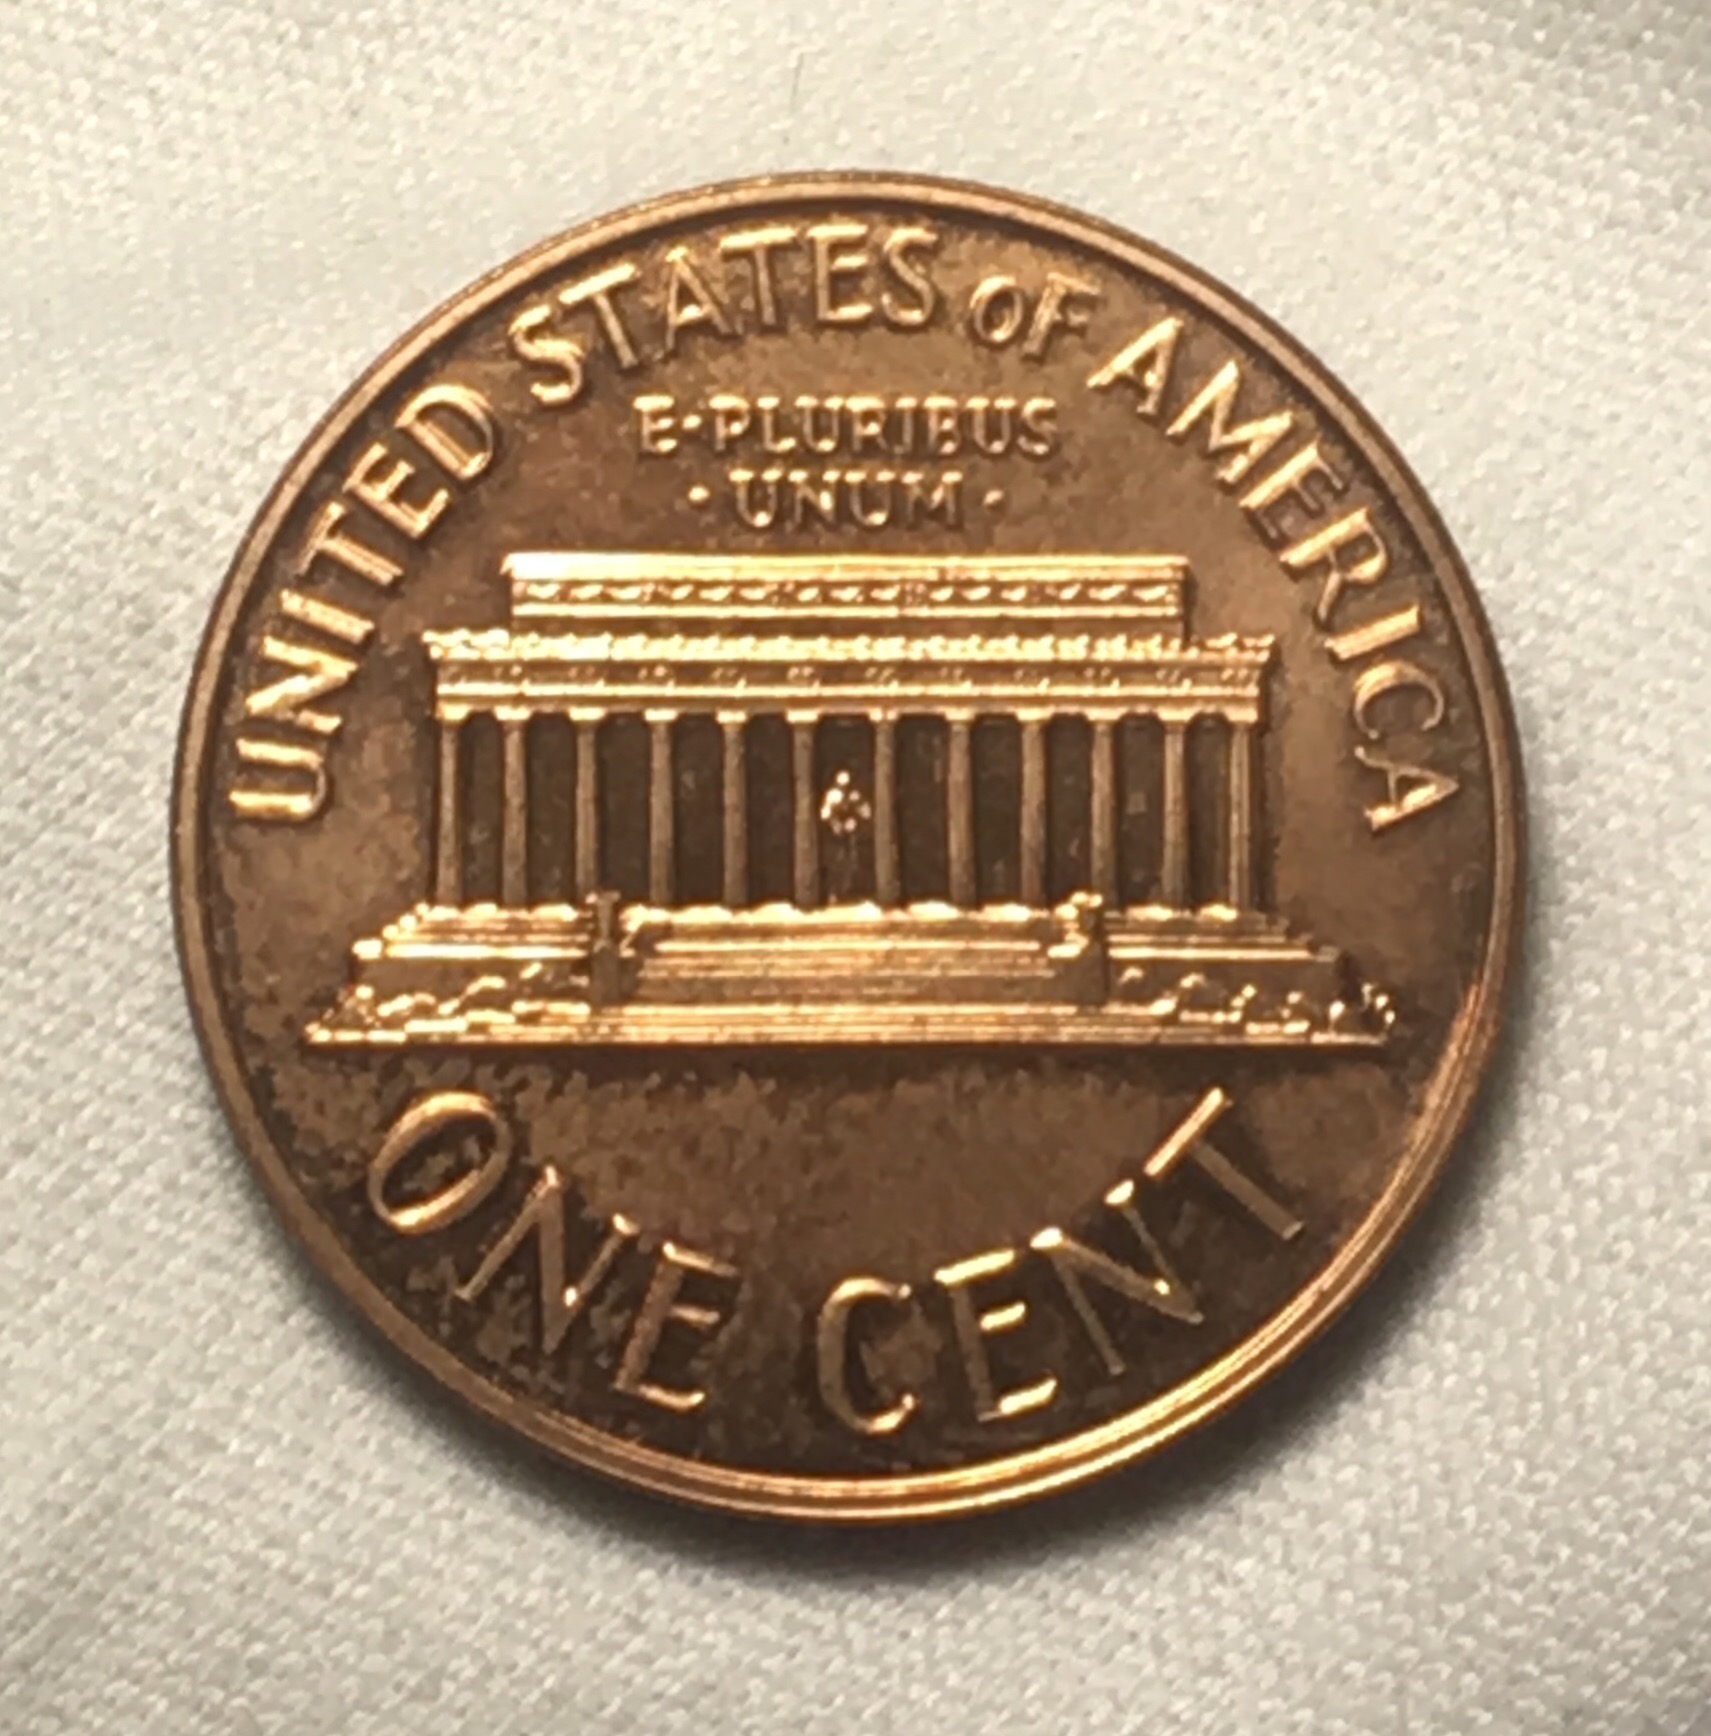 UNITED STATES OF AMERICA
E·PLURIBUS
·UNUM·
ONE CENT